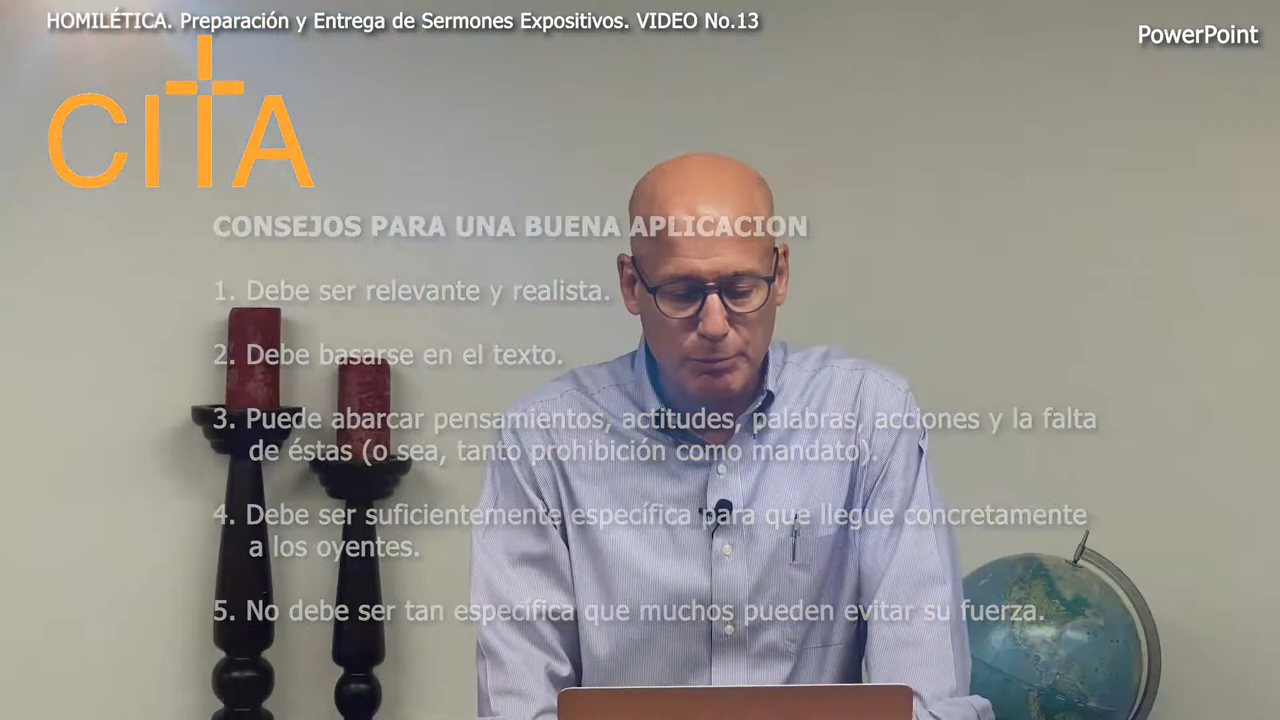 HOMILÉTICA. Preparación y Entrega de Sermones Expositivos. VIDEO No.13
PowerPoint
CITA
CONSEJOS PARA UNA BUENA APLICACION
1. Debe ser relevante y realista.
2. Debe basarse en el texto.
3. Puede abarcar pensamientos, actitudes, palabras, acciones y la falta
de éstas (o sea, tanto prohibición como mandato).
4. Debe ser suficientemente específica para que llegue concretamente
a los oyentes.
5. No debe ser tan específica que muchos pueden evitar su fuerza.